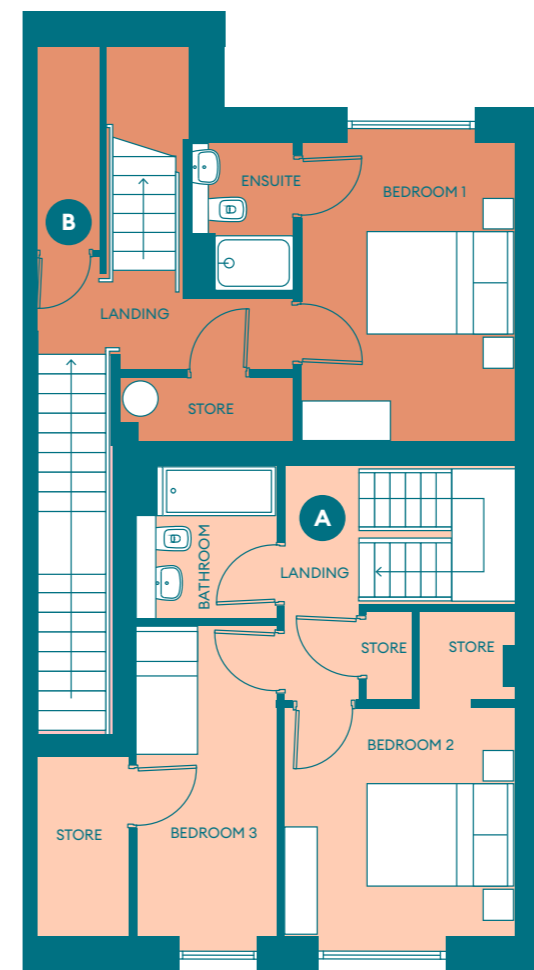 ENSUITE
BEDROOM 1
B
LANDING
STORE
A
BATHROOM
LANDING
STORE
STORE
BEDROOM 2
BEDROOM 3
STORE